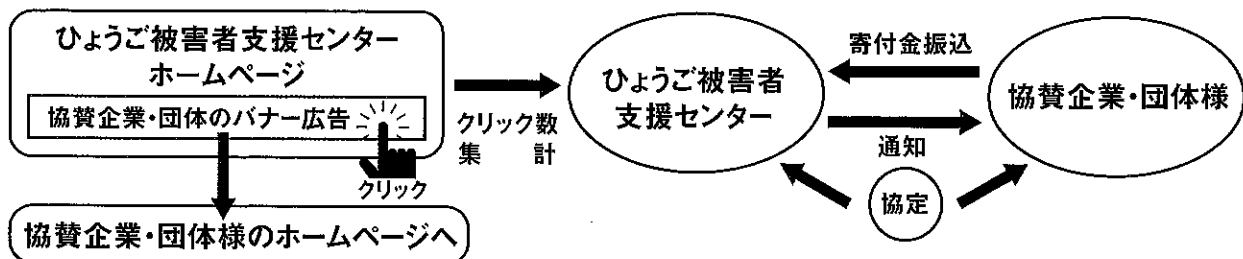 ひょうご被害者支援センター
ホームページ
協賛企業・団体のバナー広告
クリック
協賛企業・団体様のホームページへ
クリック数
集計
ひょうご被害者
支援センター
寄付金振込
通知
協定
協賛企業・団体様